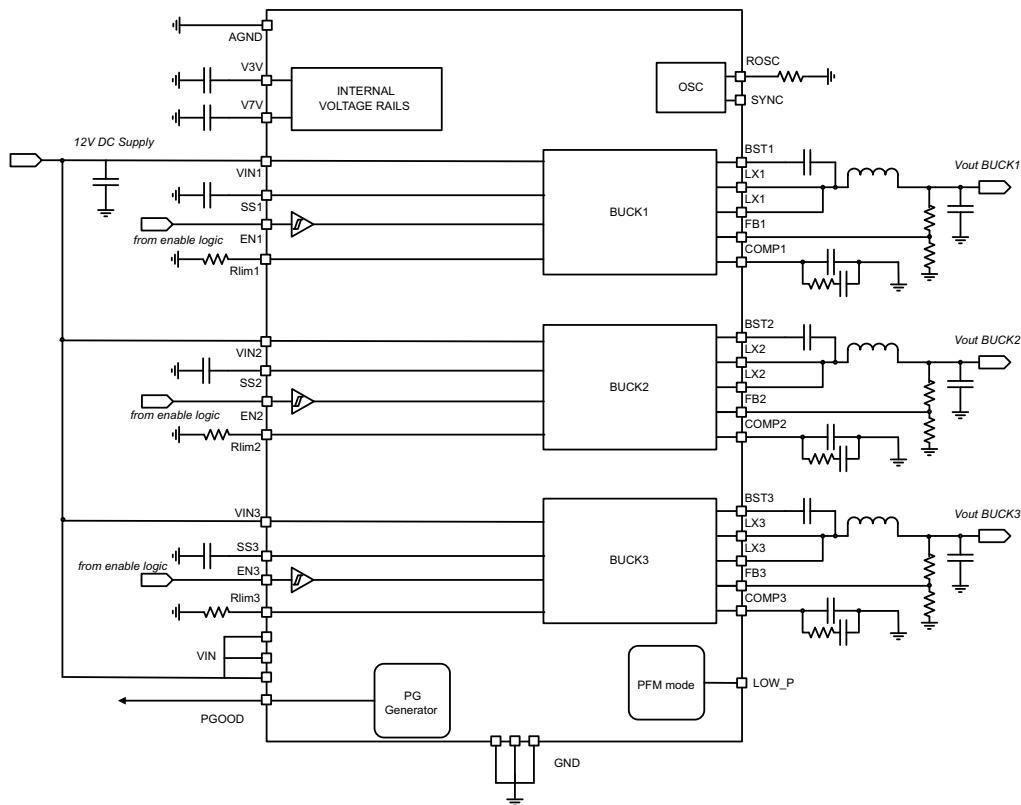 AGND
ROSC
V3V
INTERNAL
VOLTAGE RAILS
OSC
SYNC
V7V
12V DC Supply
BST1
Vout BUCK1
VIN1
LX1
SS1
BUCK1
LX1
from enable logic
EN1
FB1
Rlim1
COMP1
BST2
Vout BUCK2
VIN2
LX2
SS2
BUCK2
LX2
from enable logic
EN2
FB2
Rlim2
COMP2
BST3
Vout BUCK3
VIN3
LX3
SS3
BUCK3
LX3
from enable logic
EN3
FB3
Rlim3
COMP3
VIN
PFM mode
LOW_P
PG
Generator
PGOOD
GND